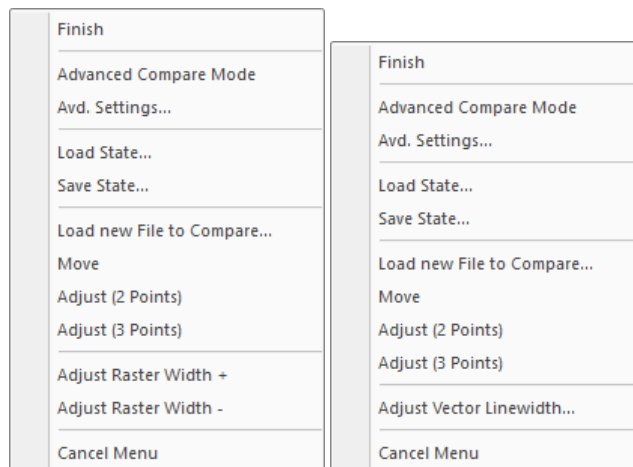 Finish
Advanced Compare Mode
Avd. Settings...
Load State...
Save State...
Load new File to Compare...
Move
Adjust (2 Points)
Adjust (3 Points)
Adjust Raster Width +
Adjust Raster Width -
Cancel Menu
Finish
Advanced Compare Mode
Avd. Settings...
Load State...
Save State...
Load new File to Compare...
Move
Adjust (2 Points)
Adjust (3 Points)
Adjust Vector Linewidth...
Cancel Menu